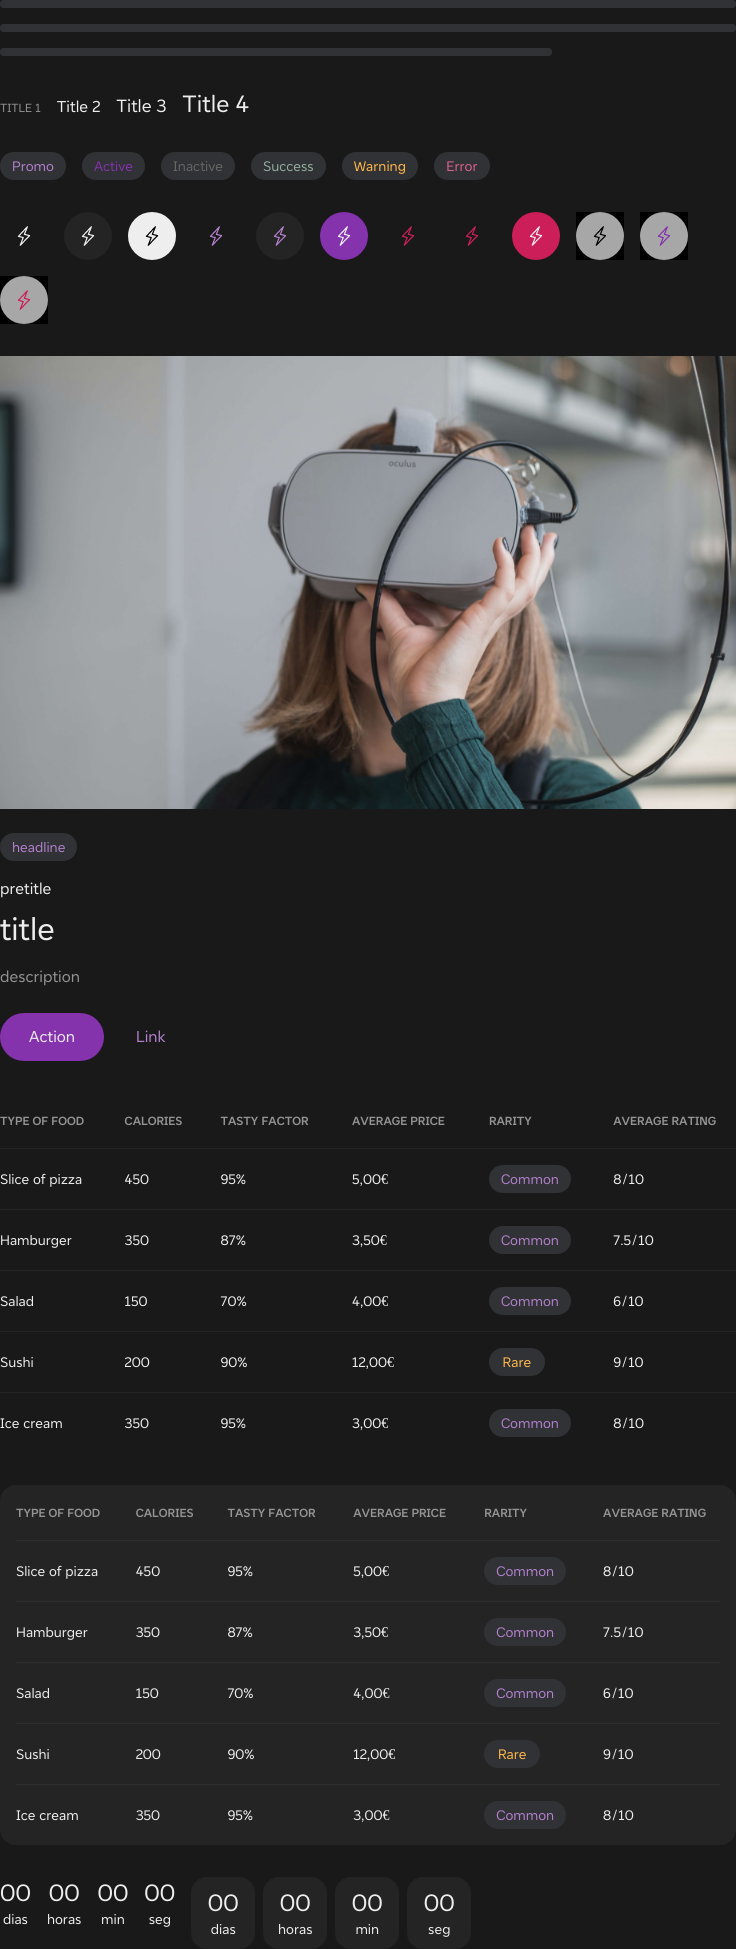 TITLE 1 Title 2 Title 3 Title 4
Promo Active Inactive Success Warning Error
oculus
headline
pretitle
title
description
Action Link
TYPE OF FOOD CALORIES TASTY FACTOR AVERAGE PRICE RARITY AVERAGE RATING
Slice of pizza 450 95% 5,00€ Common 8/10
Hamburger 350 87% 3,50€ Common 7.5/10
Salad 150 70% 4,00€ Common 6/10
Sushi 200 90% 12,00€ Rare 9/10
Ice cream 350 95% 3,00€ Common 8/10
TYPE OF FOOD CALORIES TASTY FACTOR AVERAGE PRICE RARITY AVERAGE RATING
Slice of pizza 450 95% 5,00€ Common 8/10
Hamburger 350 87% 3,50€ Common 7.5/10
Salad 150 70% 4,00€ Common 6/10
Sushi 200 90% 12,00€ Rare 9/10
Ice cream 350 95% 3,00€ Common 8/10
00 00 00 00 00 00 00 00
dias horas min seg dias horas min seg